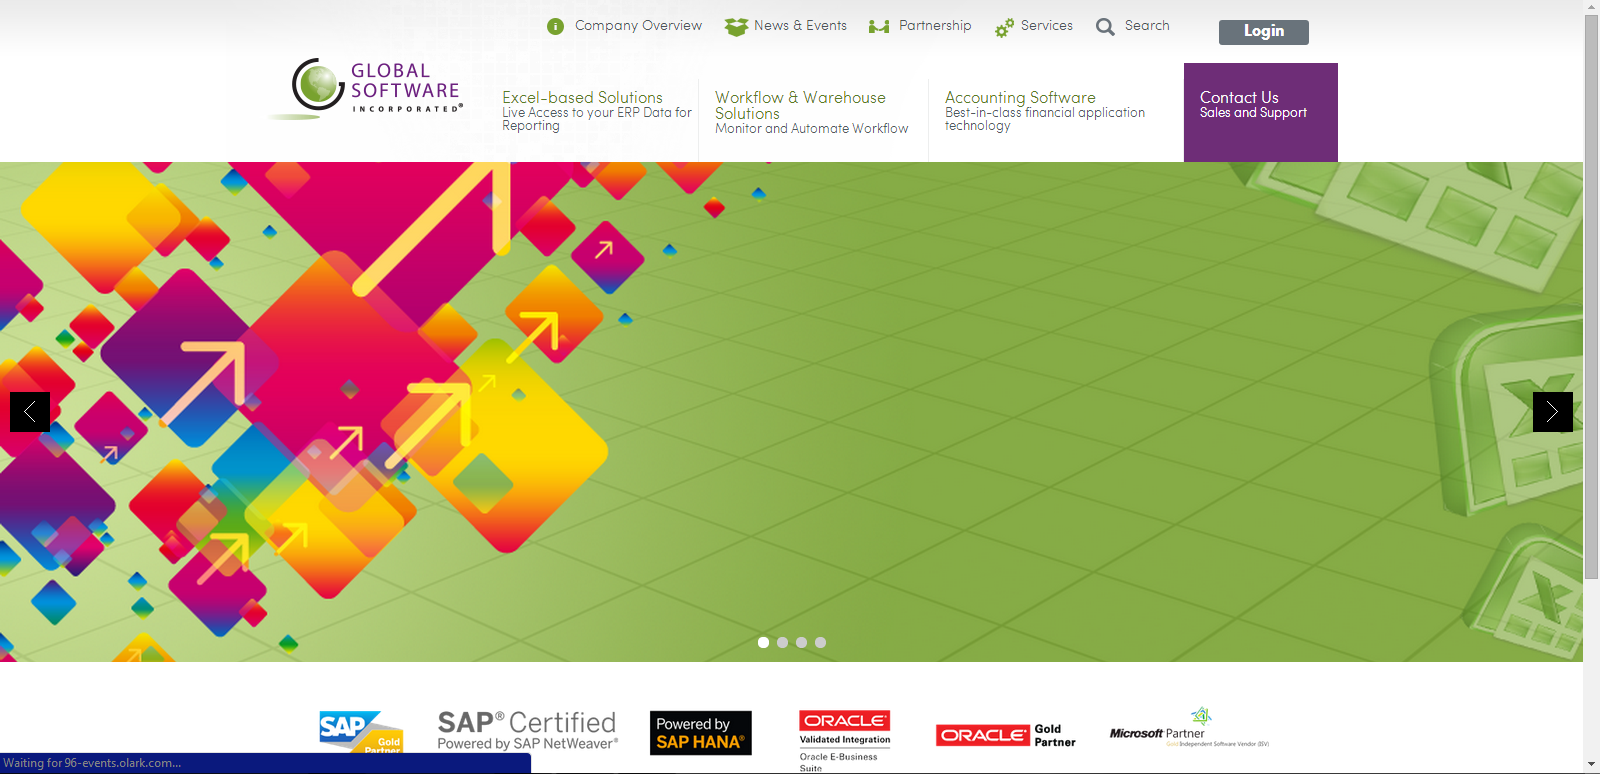 Company Overview
News & Events
Partnership
Services
Search
Login
GLOBAL
SOFTWARE
INCORPORATED®
Excel-based Solutions
Live Access to your ERP Data for
Reporting
Workflow & Warehouse
Solutions
Monitor and Automate Workflow
Accounting Software
Best-in-class financial application
technology
Contact Us
Sales and Support
SAP
Gold
Partner
SAP® Certified
Powered by SAP NetWeaver®
Powered by
SAP HANA®
ORACLE®
Validated Integration
Oracle E-Business
Suite
ORACLE®
Gold
Partner
Microsoft Partner
Gold Independent Software Vendor (ISV)
Waiting for 96-events.olark.com...